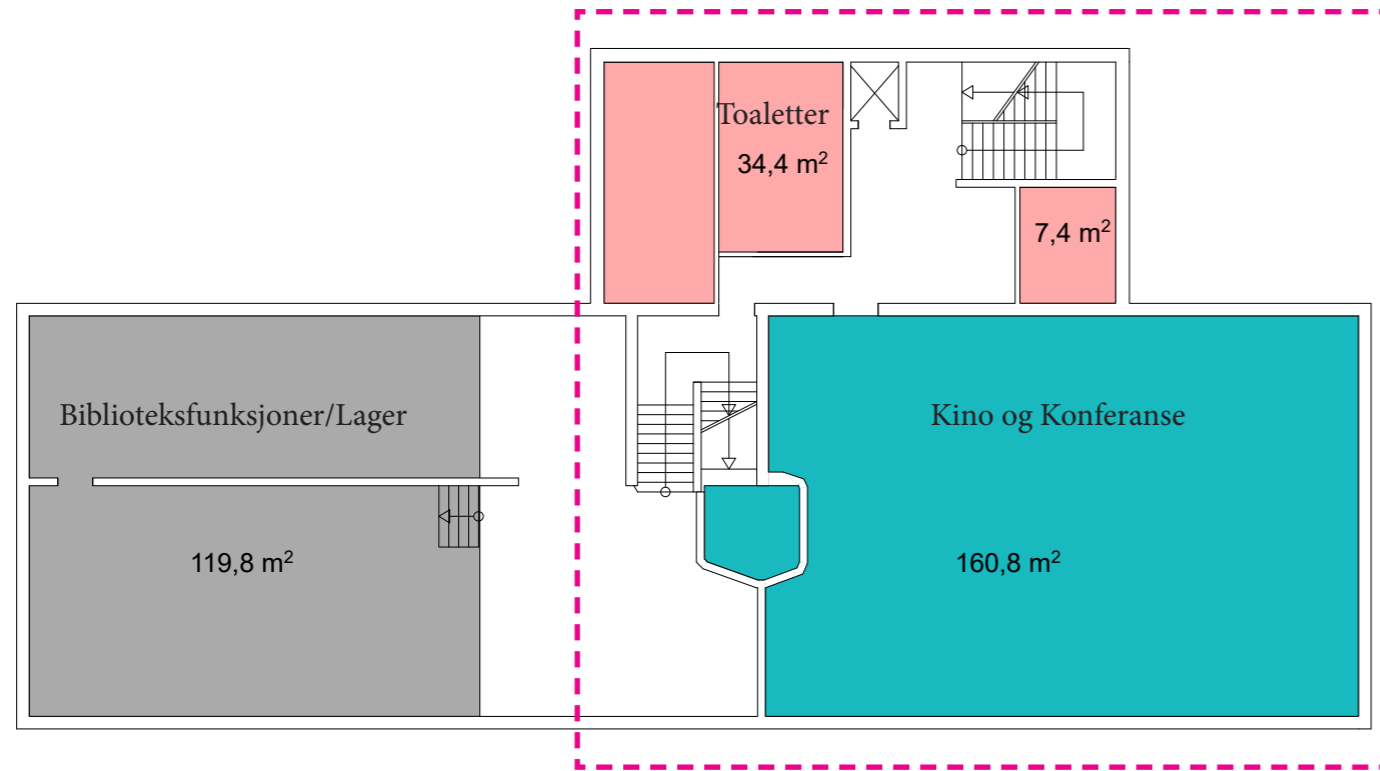 Toaletter
34,4 m²
7,4 m²
Biblioteksfunksjoner/Lager
Kino og Konferanse
119,8 m²
160,8 m²